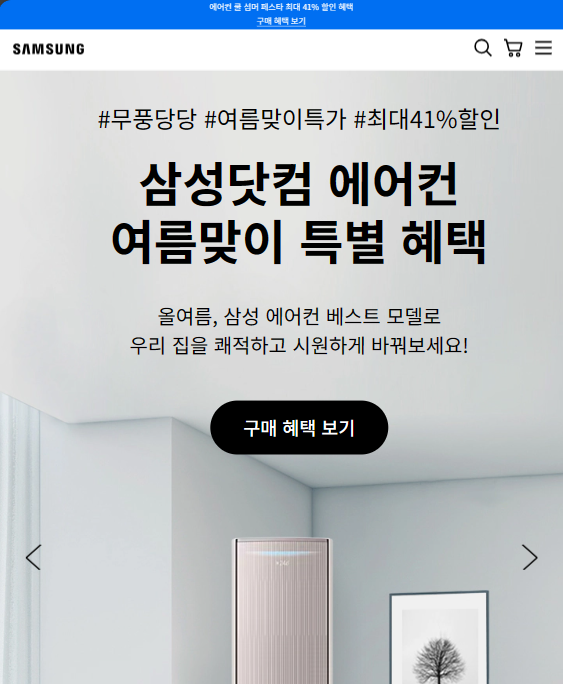 에어컨 쿨 섬머 페스타 최대 41% 할인 혜택
구매 혜택 보기
SAMSUNG
#무풍당당 #여름맞이특가 #최대41%할인
삼성닷컴 에어컨
여름맞이 특별 혜택
올여름, 삼성 에어컨 베스트 모델로
우리 집을 쾌적하고 시원하게 바꿔보세요!
구매 혜택 보기